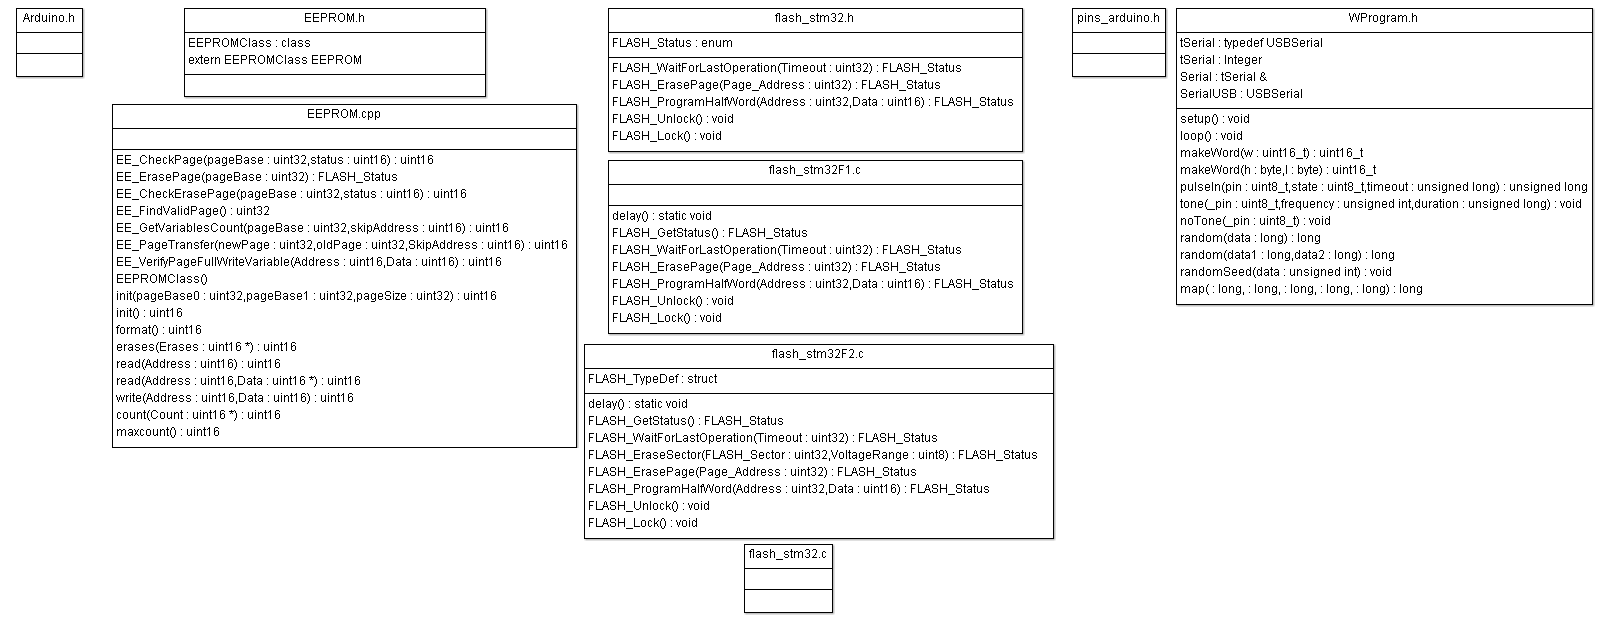 Arduino.h
EEPROM.h
EEPROMClass : class
extern EEPROMClass EEPROM
EEPROM.cpp
EE_CheckPage(pageBase : uint32,status : uint16) : uint16
EE_ErasePage(pageBase : uint32) : FLASH_Status
EE_CheckErasePage(pageBase : uint32,status : uint16) : uint16
EE_FindValidPage() : uint32
EE_GetVariablesCount(pageBase : uint32,skipAddress : uint16) : uint16
EE_PageTransfer(newPage : uint32,oldPage : uint32,SkipAddress : uint16) : uint16
EE_VerifyPageFullWriteVariable(Address : uint16,Data : uint16) : uint16
EEPROMClass()
init(pageBase0 : uint32,pageBase1 : uint32,pageSize : uint32) : uint16
init() : uint16
format() : uint16
erases(Erases : uint16 *) : uint16
read(Address : uint16) : uint16
read(Address : uint16,Data : uint16 *) : uint16
write(Address : uint16,Data : uint16) : uint16
count(Count : uint16 *) : uint16
maxcount() : uint16
flash_stm32.h
FLASH_Status : enum
FLASH_WaitForLastOperation(Timeout : uint32) : FLASH_Status
FLASH_ErasePage(Page_Address : uint32) : FLASH_Status
FLASH_ProgramHalfWord(Address : uint32,Data : uint16) : FLASH_Status
FLASH_Unlock() : void
FLASH_Lock() : void
flash_stm32F1.c
delay() : static void
FLASH_GetStatus() : FLASH_Status
FLASH_WaitForLastOperation(Timeout : uint32) : FLASH_Status
FLASH_ErasePage(Page_Address : uint32) : FLASH_Status
FLASH_ProgramHalfWord(Address : uint32,Data : uint16) : FLASH_Status
FLASH_Unlock() : void
FLASH_Lock() : void
flash_stm32F2.c
FLASH_TypeDef : struct
delay() : static void
FLASH_GetStatus() : FLASH_Status
FLASH_WaitForLastOperation(Timeout : uint32) : FLASH_Status
FLASH_EraseSector(FLASH_Sector : uint32,VoltageRange : uint8) : FLASH_Status
FLASH_ErasePage(Page_Address : uint32) : FLASH_Status
FLASH_ProgramHalfWord(Address : uint32,Data : uint16) : FLASH_Status
FLASH_Unlock() : void
FLASH_Lock() : void
flash_stm32.c
pins_arduino.h
WProgram.h
tSerial : typedef USBSerial
tSerial : Integer
Serial : tSerial &
SerialUSB : USBSerial
setup() : void
loop() : void
makeWord(w : uint16_t) : uint16_t
makeWord(h : byte,l : byte) : uint16_t
pulseIn(pin : uint8_t,state : uint8_t,timeout : unsigned long) : unsigned long
tone(_pin : uint8_t,frequency : unsigned int,duration : unsigned long) : void
noTone(_pin : uint8_t) : void
random(data : long) : long
random(data1 : long,data2 : long) : long
randomSeed(data : unsigned int) : void
map( : long, : long, : long, : long, : long) : long